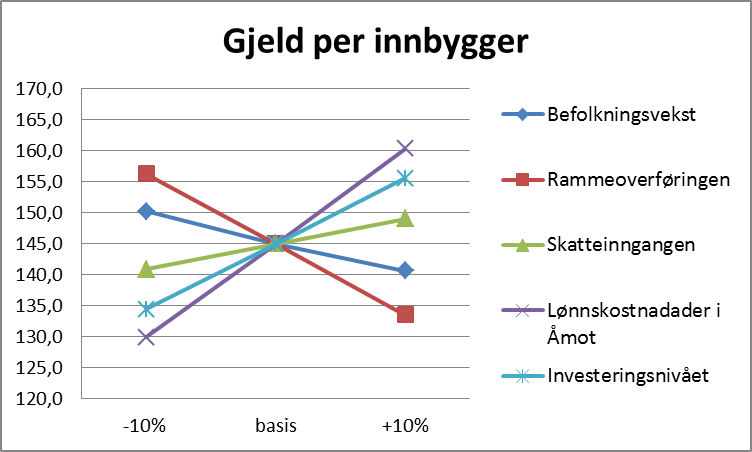 Gjeld per innbygger
170,0
165,0
160,0
155,0
150,0
145,0
140,0
135,0
130,0
125,0
120,0
-10%
basis
+10%
Befolkningsvekst
Rammeoverføringen
Skatteinngangen
Lønnskostnadader i
Åmot
Investeringsnivået